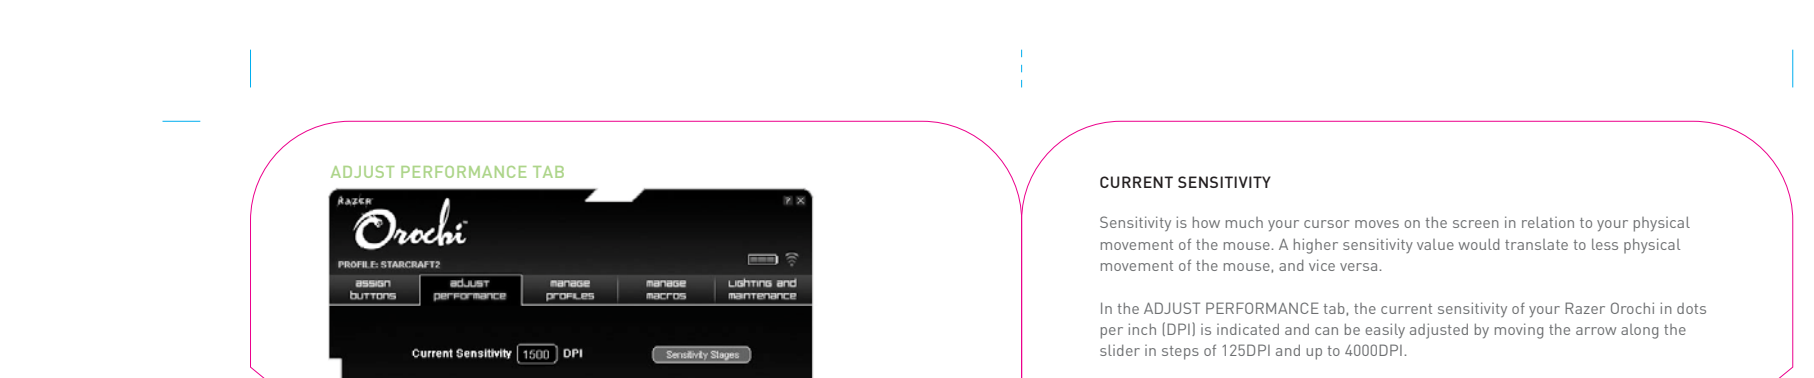 ADJUST PERFORMANCE TAB
RAZER
Orochi™
? X
PROFILE: STARCRAFT2
assign buttons
adjust performance
manage profiles
manage macros
Lighting and maintenance
Current Sensitivity 1500 DPI
Sensitivity Stages
CURRENT SENSITIVITY
Sensitivity is how much your cursor moves on the screen in relation to your physical
movement of the mouse. A higher sensitivity value would translate to less physical
movement of the mouse, and vice versa.
In the ADJUST PERFORMANCE tab, the current sensitivity of your Razer Orochi in dots
per inch (DPI) is indicated and can be easily adjusted by moving the arrow along the
slider in steps of 125DPI and up to 4000DPI.